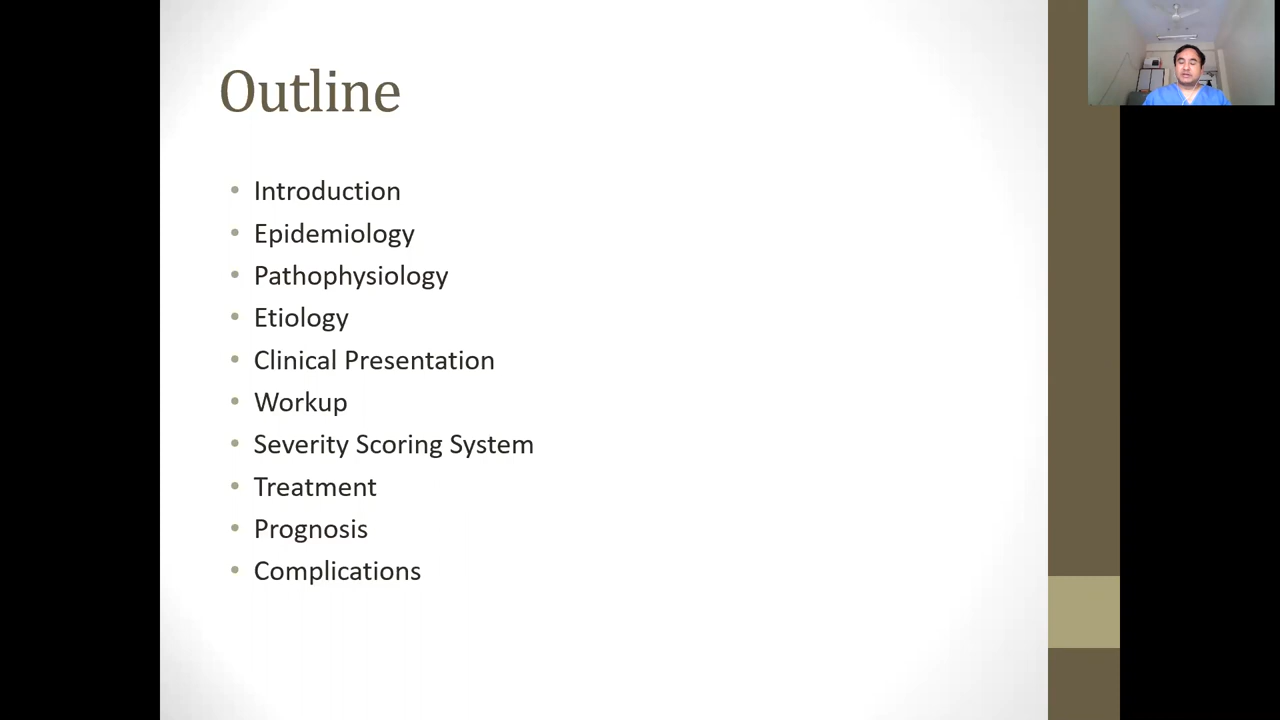 Outline
• Introduction
• Epidemiology
• Pathophysiology
• Etiology
• Clinical Presentation
• Workup
• Severity Scoring System
• Treatment
• Prognosis
• Complications